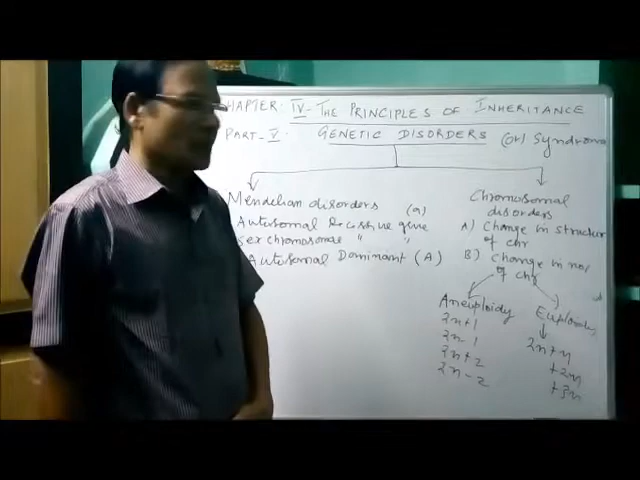 CHAPTER - IV - THE PRINCIPLES OF INHERITANCE
PART - V : GENETIC DISORDERS (or) Syndrome
Mendelian disorders (a)
Autosomal Recessive gene
Sex chromosomae " "
Autosomal Dominant (A)
Chromosomal
disorders
A) Change in structure
of chr
B) Change in no/
of chr
Aneuploidy
2n+1
2n-1
2n+2
2n-2
Euploidy
2n+n
+2n
+3n